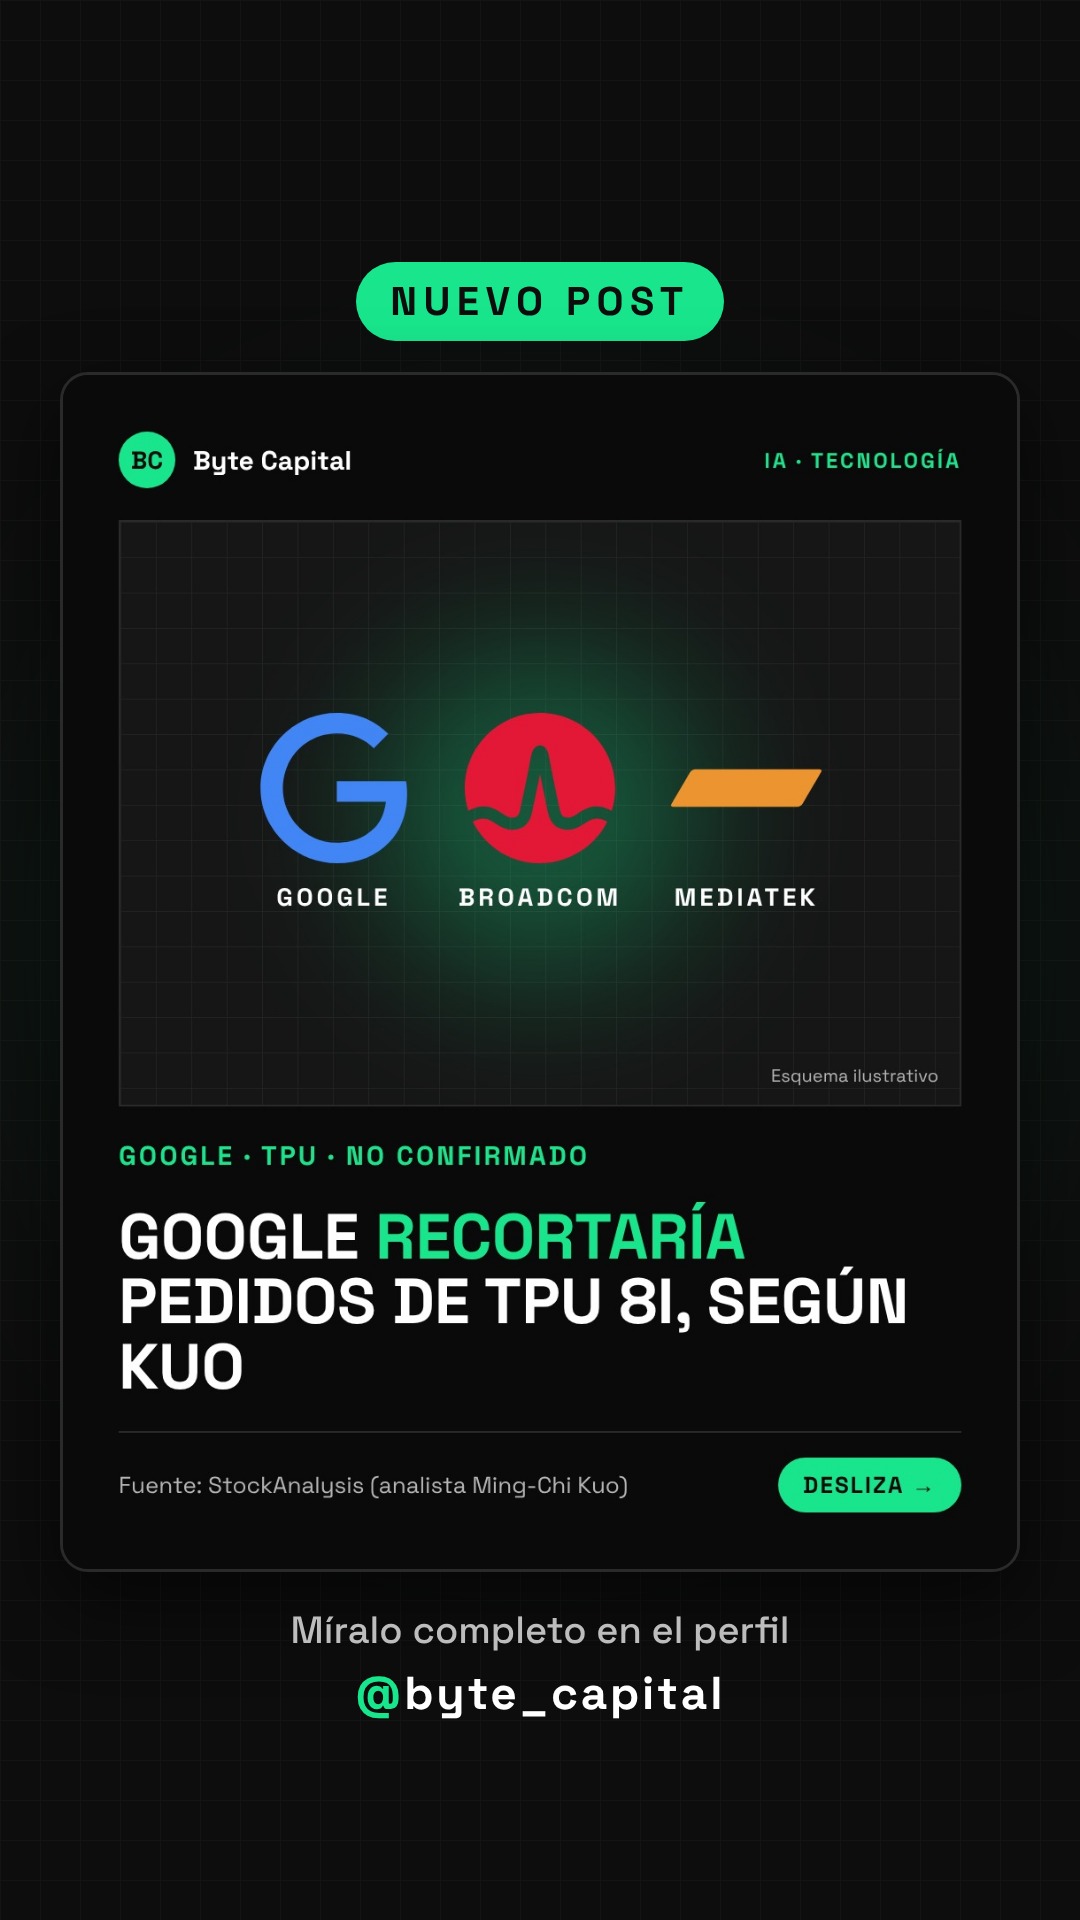 NUEVO POST
BC Byte Capital
IA · TECNOLOGÍA
GOOGLE
BROADCOM
MEDIATEK
Esquema ilustrativo
GOOGLE · TPU · NO CONFIRMADO
GOOGLE RECORTARÍA
PEDIDOS DE TPU 8I, SEGÚN
KUO
Fuente: StockAnalysis (analista Ming-Chi Kuo)
DESLIZA →
Míralo completo en el perfil
@byte_capital